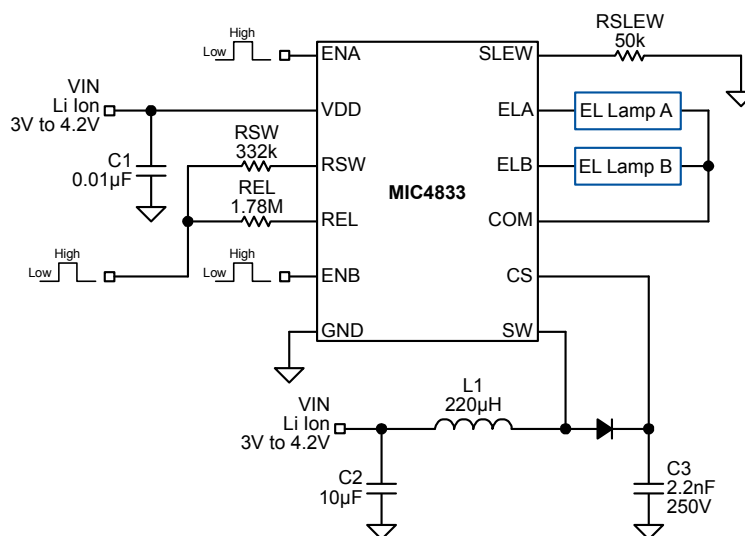 RSLEW
50k
High
Low
ENA
SLEW
VIN
Li Ion
3V to 4.2V
VDD
ELA
EL Lamp A
RSW
332k
C1
0.01µF
RSW
ELB
EL Lamp B
MIC4833
REL
1.78M
REL
COM
High
Low
High
Low
ENB
CS
GND
SW
L1
220µH
VIN
Li Ion
3V to 4.2V
C2
10µF
C3
2.2nF
250V